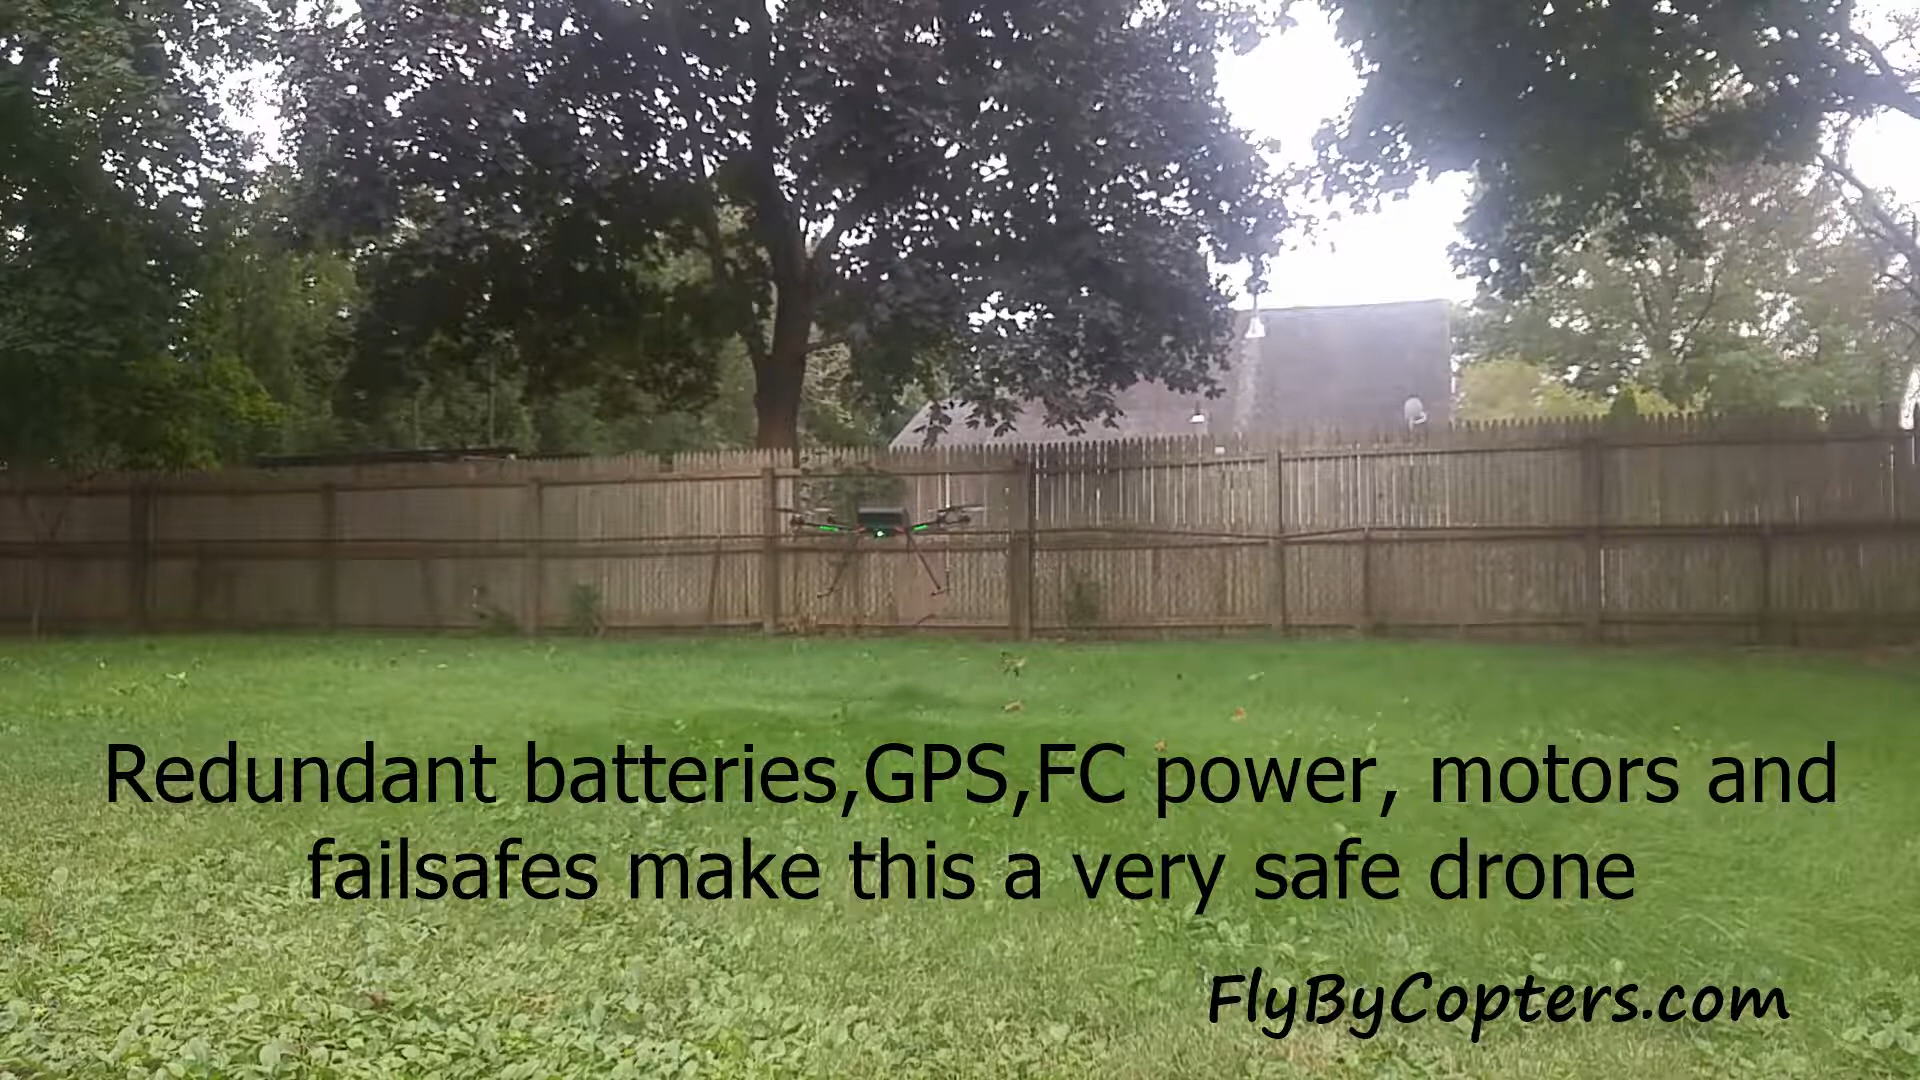 Redundant batteries,GPS,FC power, motors and
failsafes make this a very safe drone
FlyByCopters.com